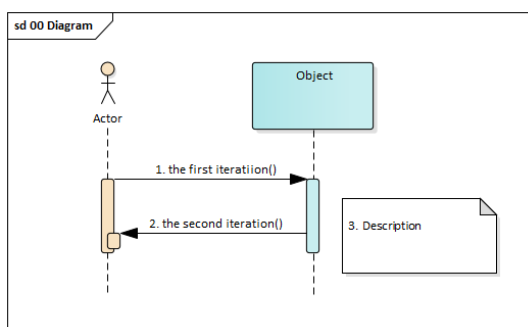 sd 00 Diagram
Object
Actor
1. the first iteratiion()
2. the second iteration()
3. Description